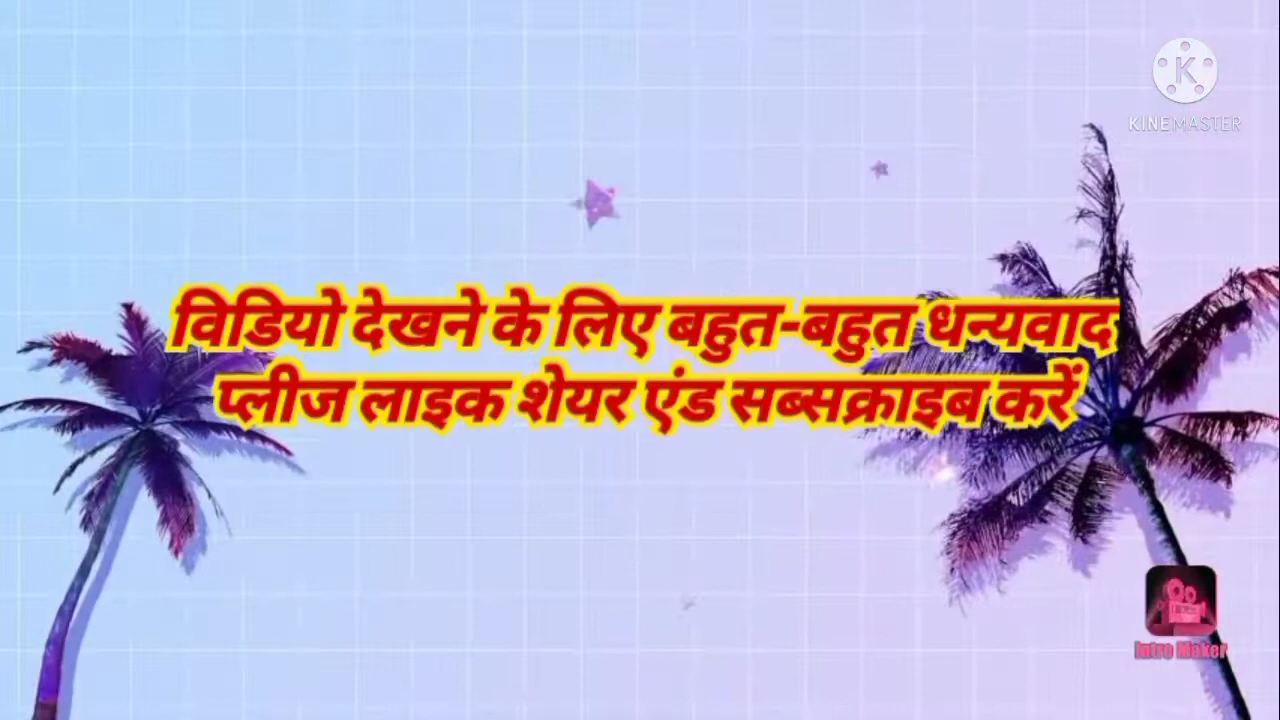 KINEMASTER
विडियो देखने के लिए बहुत-बहुत धन्यवाद
प्लीज लाइक शेयर एंड सब्सक्राइब करें
Intro Maker